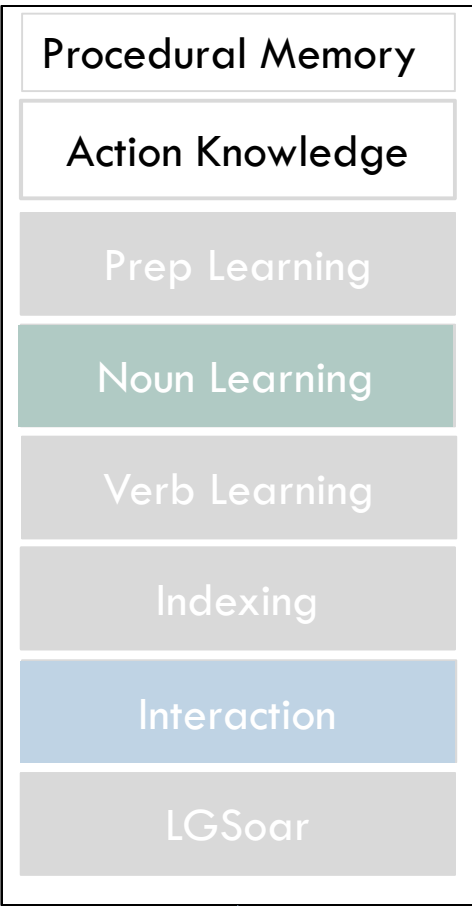 Procedural Memory
Action Knowledge
Prep Learning
Noun Learning
Verb Learning
Indexing
Interaction
LGSoar